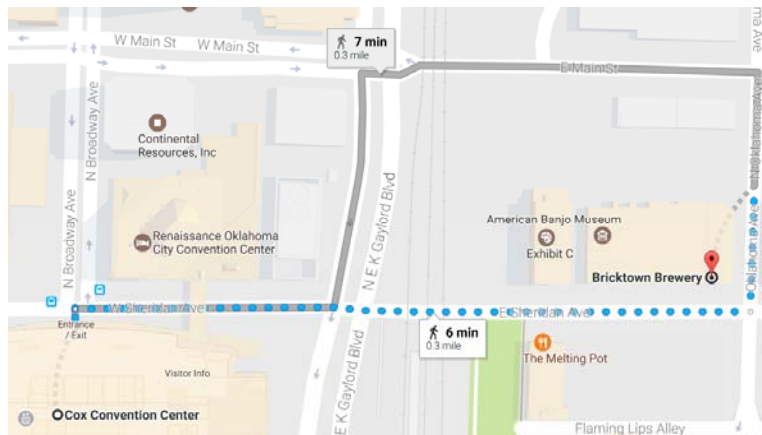 W Main St
W Main St
7 min
0.3 mile
E Main St
N Broadway Ave
N Broadway Ave
Continental
Resources, Inc
N E K Gaylord Blvd
N Oklahoma Ave
American Banjo Museum
Exhibit C
Renaissance Oklahoma
City Convention Center
Bricktown Brewery
W Sheridan Ave
E Sheridan Ave
Entrance
/ Exit
6 min
0.3 mile
The Melting Pot
Visitor Info
E K Gaylord Blvd
Cox Convention Center
Flaming Lips Alley